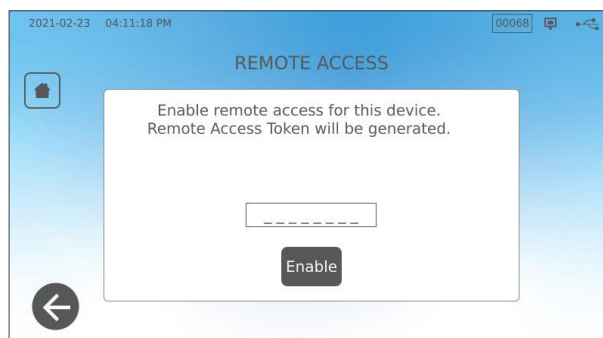 2021-02-23 04:11:18 PM 00068
REMOTE ACCESS
Enable remote access for this device.
Remote Access Token will be generated.
_ _ _ _ _ _ _ _
Enable